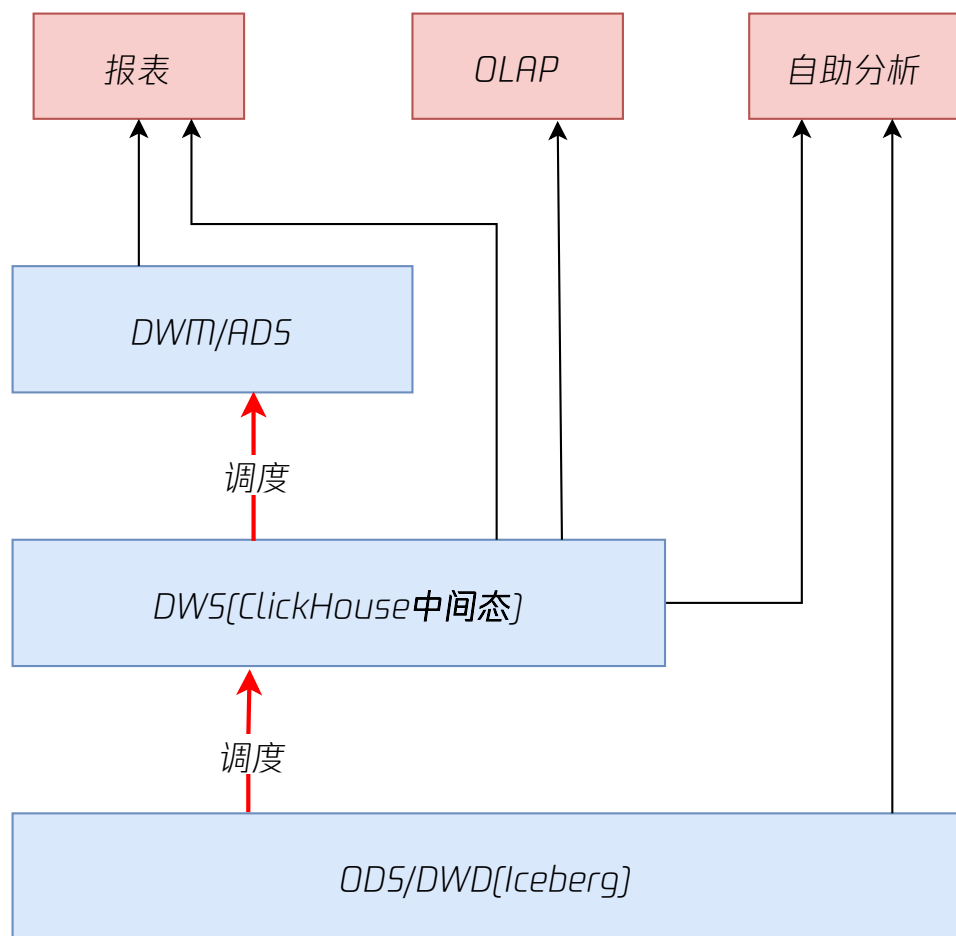 报表
OLAP
自助分析
DWM/ADS
调度
DWS(ClickHouse中间态)
调度
ODS/DWD(Iceberg)